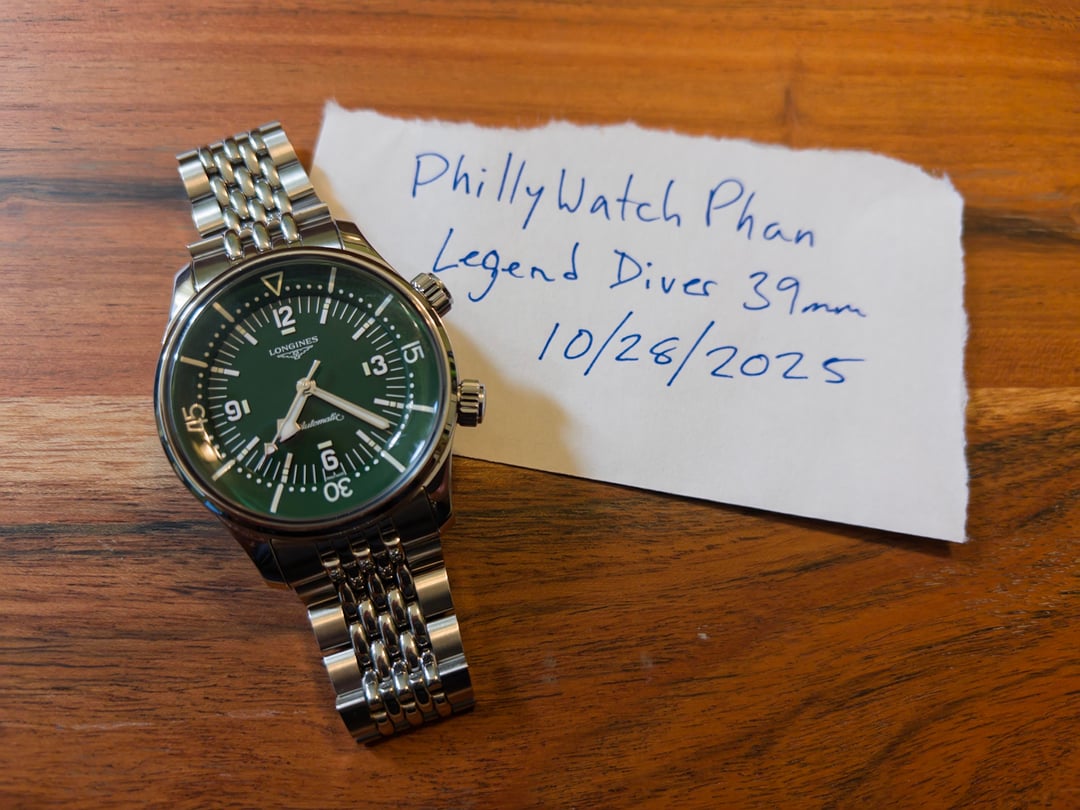 PhillyWatchPhan
Legend Diver 39mm
10/28/2025
12
LONGINES
15
3
9
45
Automatic
6
30